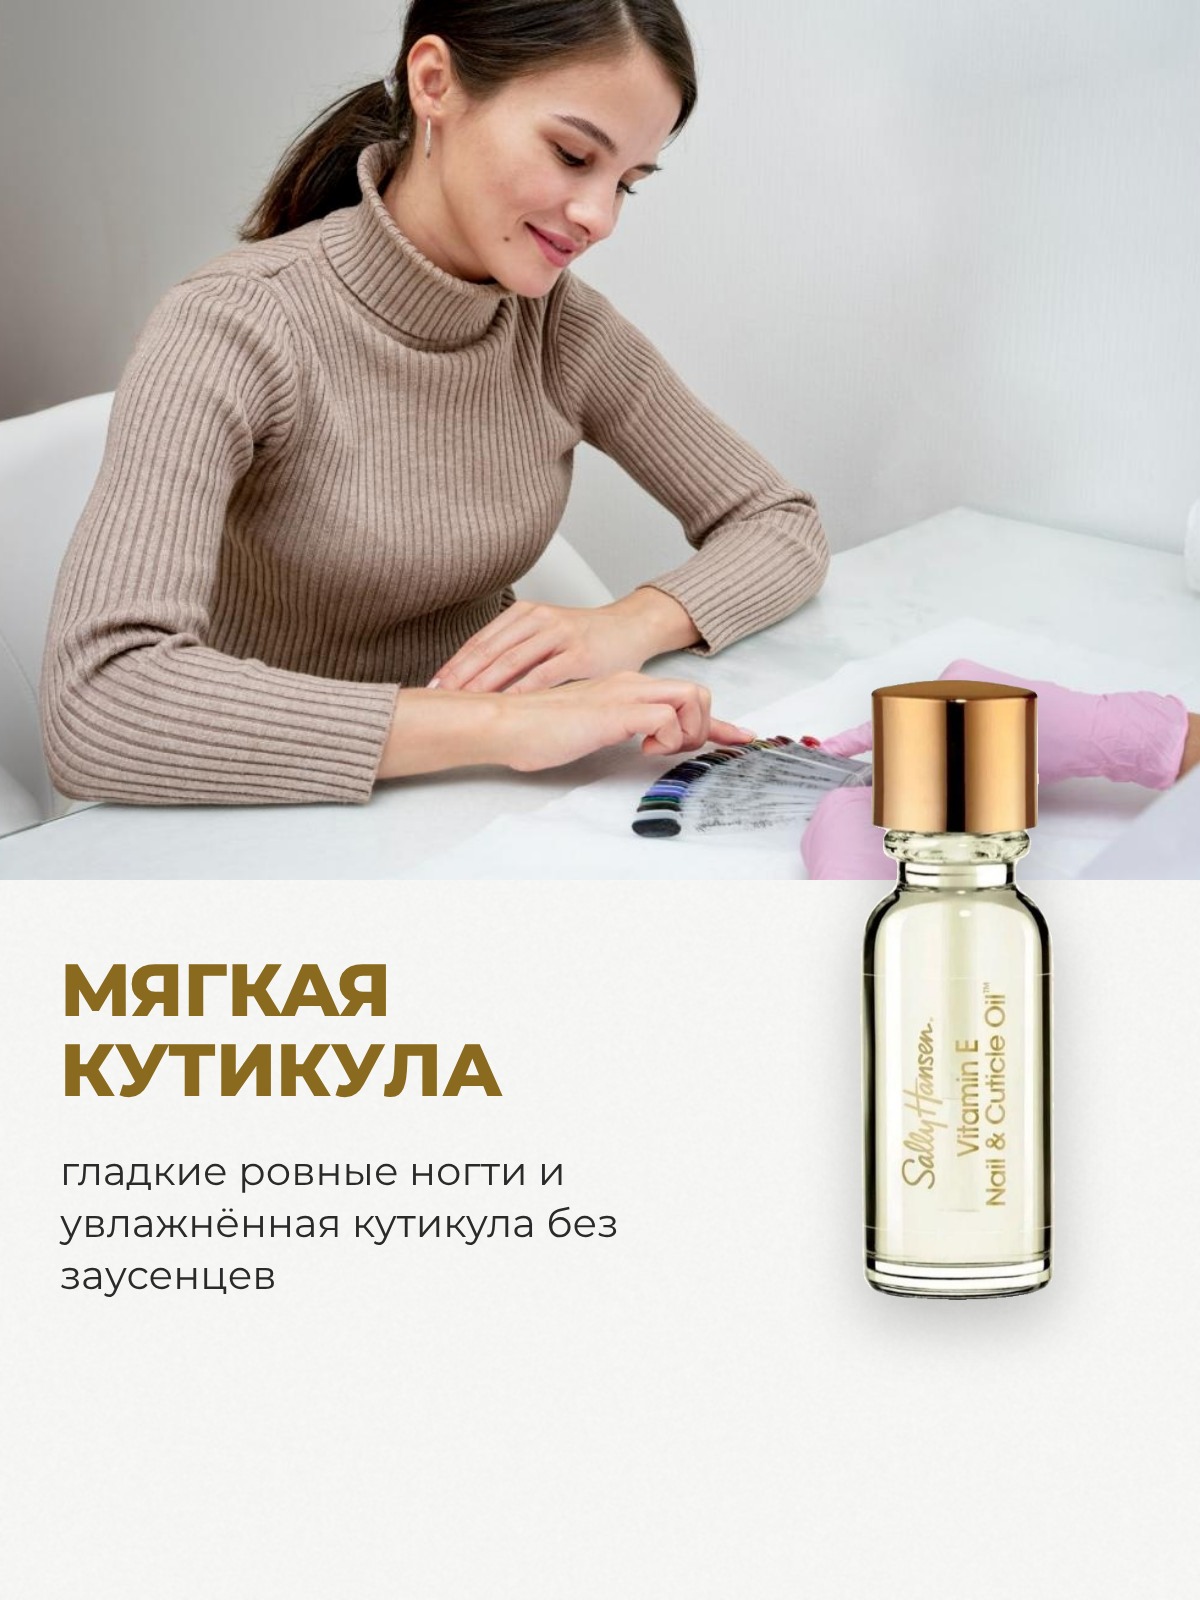 МЯГКАЯ
КУТИКУЛА
гладкие ровные ногти и
увлажнённая кутикула без
заусенцев
Sally Hansen.
Vitamin E
Nail & Cuticle Oil™